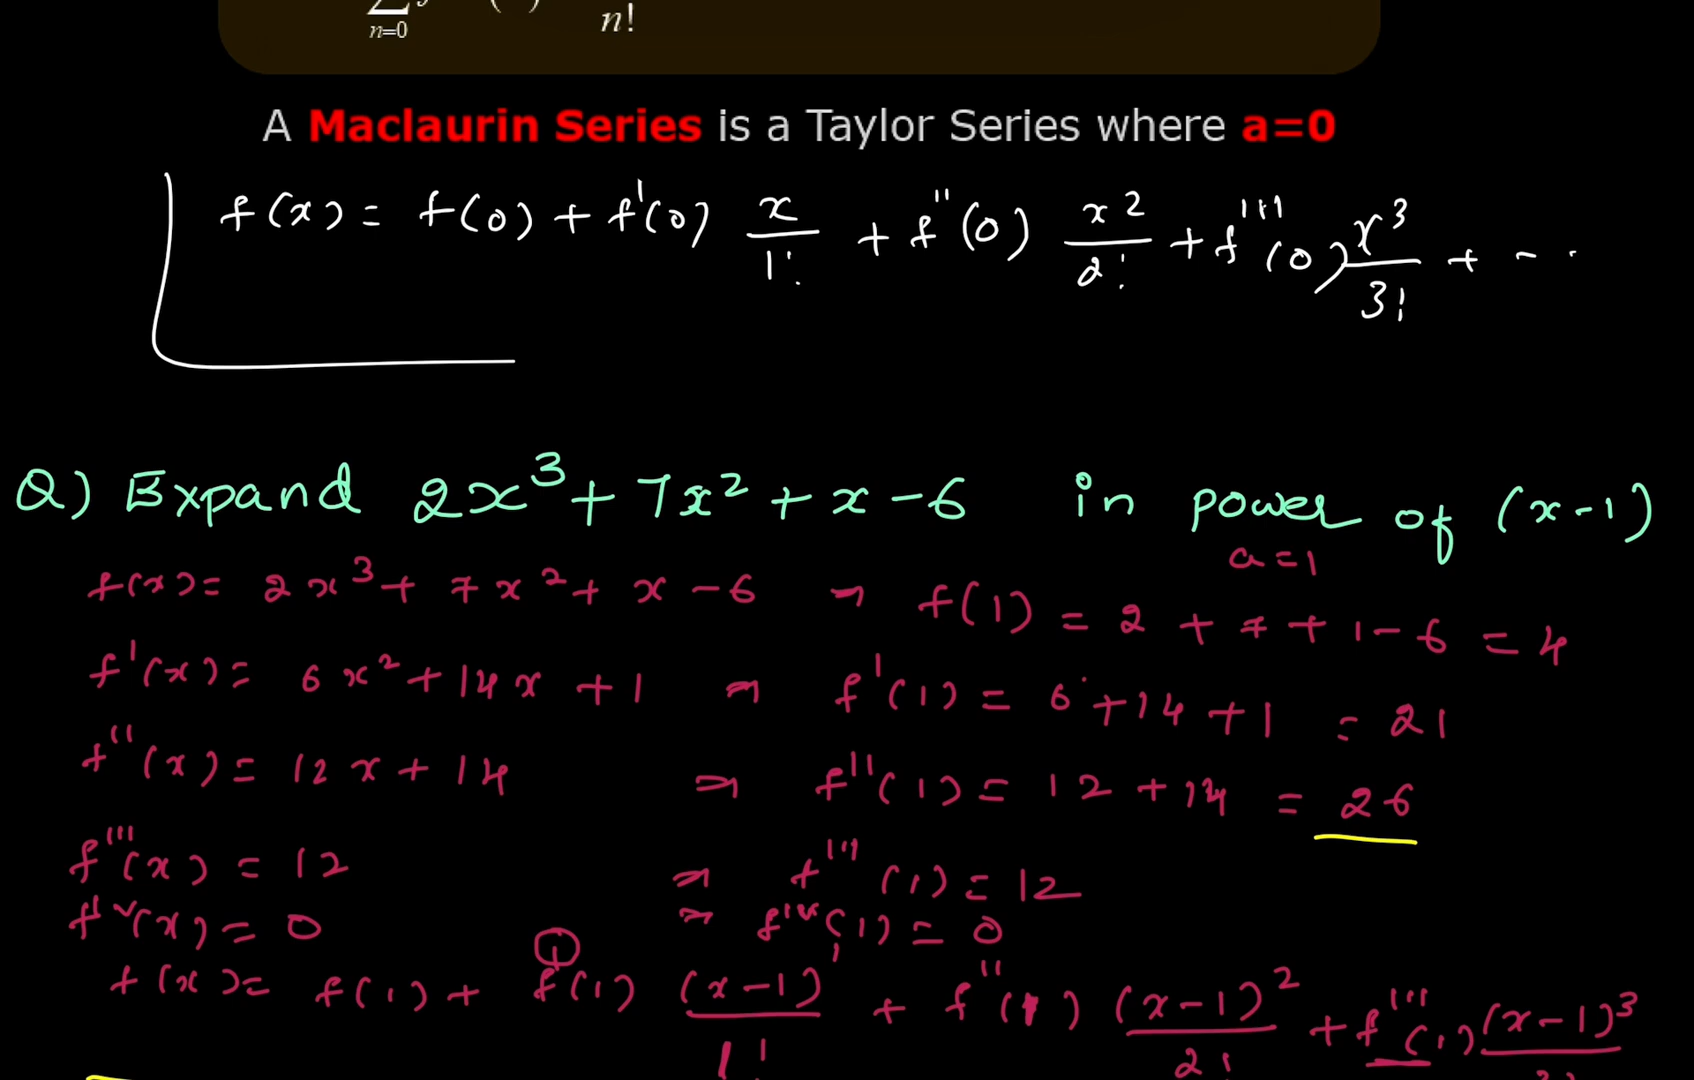 ∑ n=0 n!
A Maclaurin Series is a Taylor Series where a=0
f(x) = f(0) + f'(0) x/1! + f''(0) x²/2! + f'''(0) x³/3! + - ..
Q) Expand 2x³ + 7x² + x - 6 in power of (x-1)
a = 1
f(x) = 2x³ + 7x² + x - 6 ⇒ f(1) = 2 + 7 + 1 - 6 = 4
f'(x) = 6x² + 14x + 1 ⇒ f'(1) = 6 + 14 + 1 = 21
f''(x) = 12x + 14 ⇒ f''(1) = 12 + 14 = 26
f'''(x) = 12 ⇒ f'''(1) = 12
f'ᵛ(x) = 0 ⇒ f'ᵛ(1) = 0
f(x) = f(1) + f'(1) (x-1)'/1! + f''(1) (x-1)²/2! + f'''(1) (x-1)³